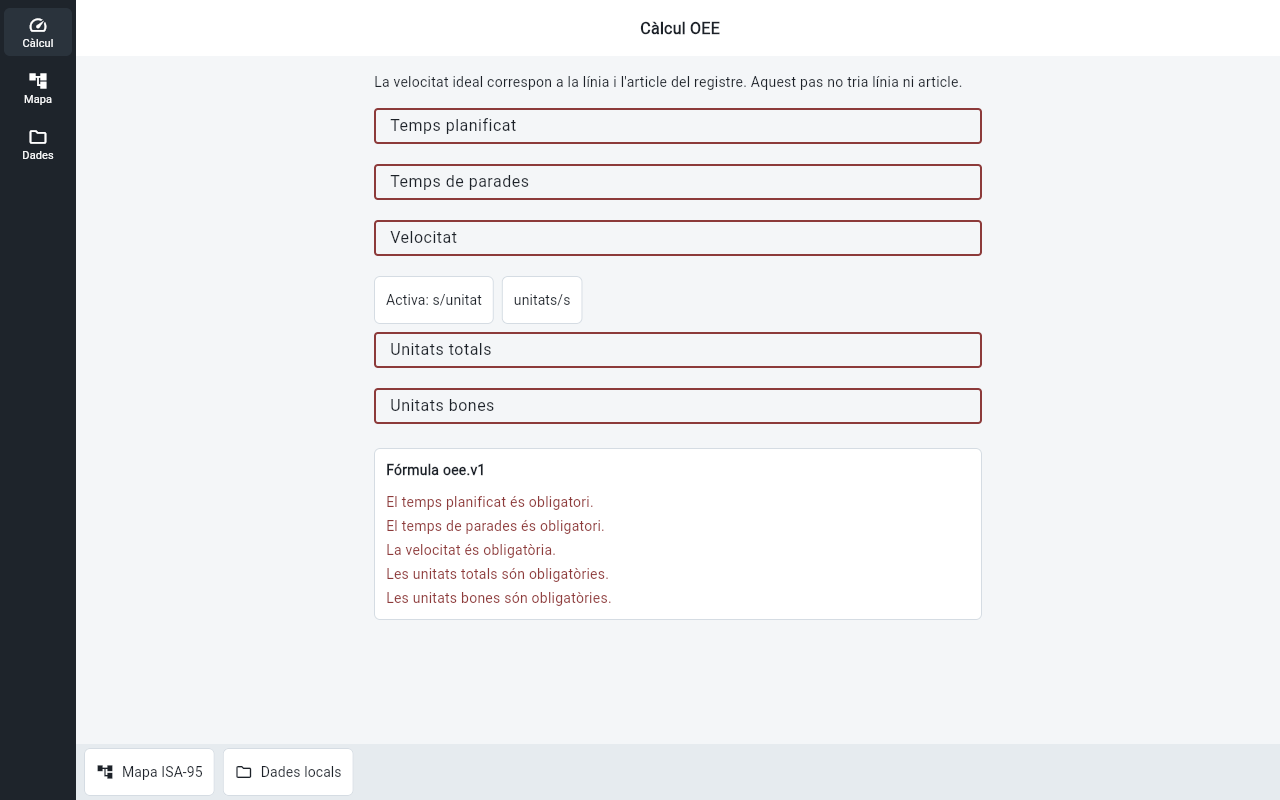 Càlcul
Mapa
Dades
Càlcul OEE
La velocitat ideal correspon a la línia i l'article del registre. Aquest pas no tria línia ni article.
Temps planificat
Temps de parades
Velocitat
Activa: s/unitat
unitats/s
Unitats totals
Unitats bones
Fórmula oee.v1
El temps planificat és obligatori.
El temps de parades és obligatori.
La velocitat és obligatòria.
Les unitats totals són obligatòries.
Les unitats bones són obligatòries.
Mapa ISA-95
Dades locals